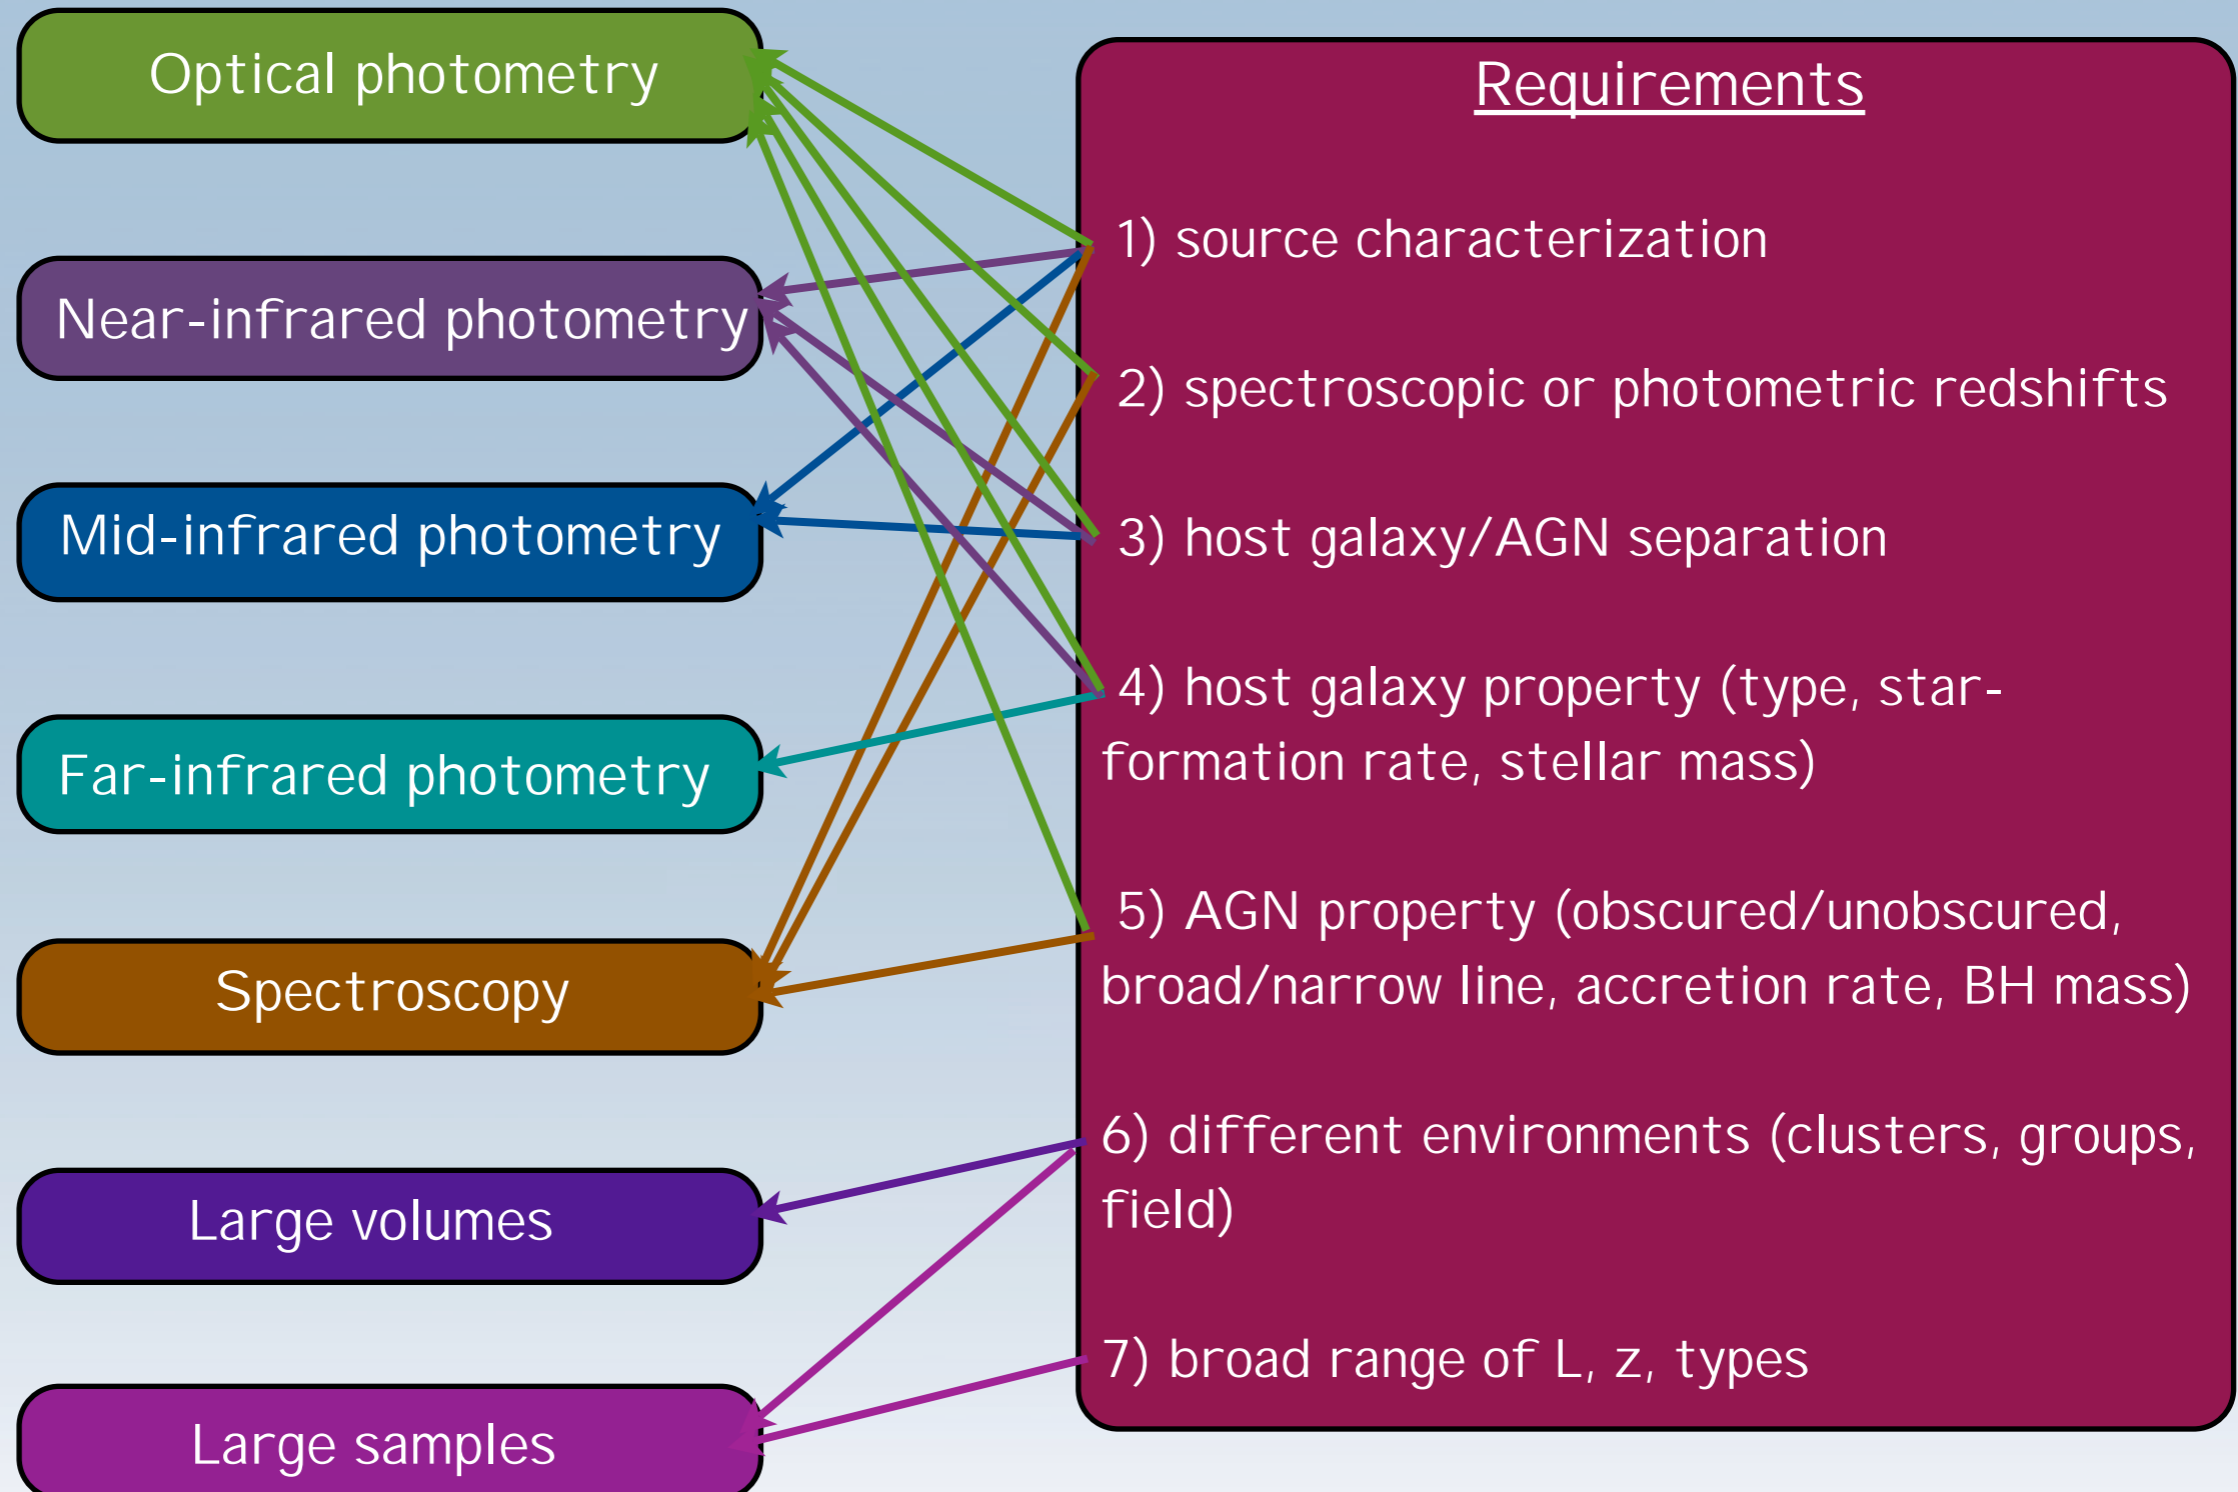 Optical photometry
Near-infrared photometry
Mid-infrared photometry
Far-infrared photometry
Spectroscopy
Large volumes
Large samples
Requirements
1) source characterization
2) spectroscopic or photometric redshifts
3) host galaxy/AGN separation
4) host galaxy property (type, star-
formation rate, stellar mass)
5) AGN property (obscured/unobscured,
broad/narrow line, accretion rate, BH mass)
6) different environments (clusters, groups,
field)
7) broad range of L, z, types